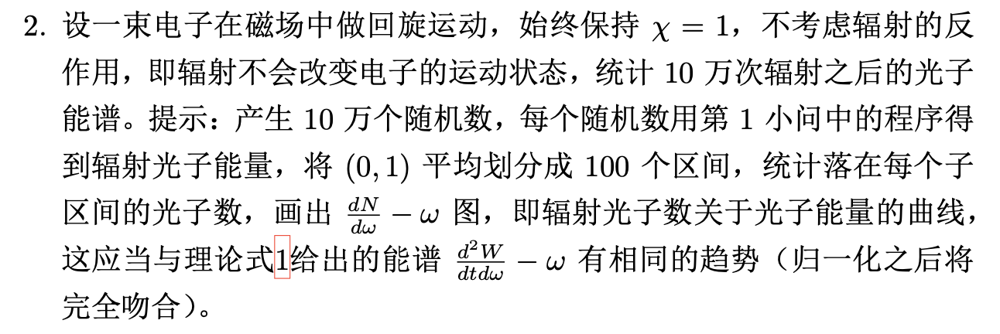 2. 设一束电子在磁场中做回旋运动，始终保持 χ = 1，不考虑辐射的反
作用，即辐射不会改变电子的运动状态，统计 10 万次辐射之后的光子
能谱。提示：产生 10 万个随机数，每个随机数用第 1 小问中的程序得
到辐射光子能量，将 (0, 1) 平均划分成 100 个区间，统计落在每个子
区间的光子数，画出 $\frac{dN}{d\omega} - \omega$ 图，即辐射光子数关于光子能量的曲线，
这应当与理论式1给出的能谱 $\frac{d^2W}{dtd\omega} - \omega$ 有相同的趋势（归一化之后将
完全吻合）。